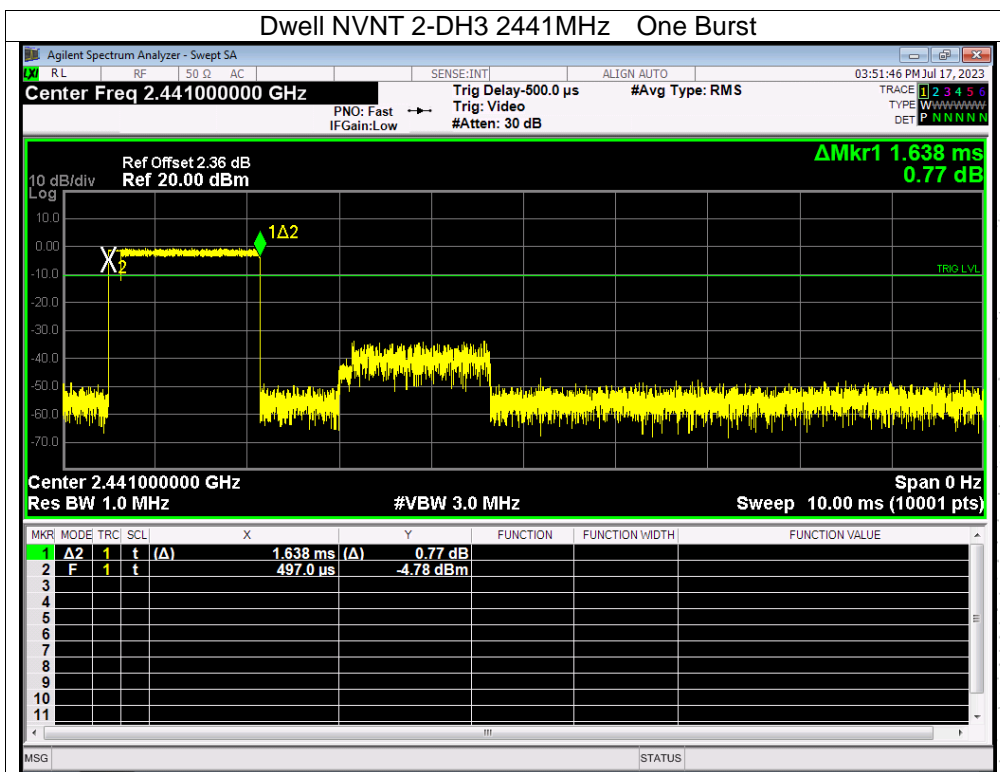 Dwell NVNT 2-DH3 2441MHz One Burst
Agilent Spectrum Analyzer - Swept SA
LXI RL RF 50 Ω AC SENSE:INT ALIGN AUTO 03:51:46 PM Jul 17, 2023
Center Freq 2.441000000 GHz Trig Delay-500.0 µs #Avg Type: RMS TRACE 1 2 3 4 5 6
PNO: Fast Trig: Video TYPE WWWWWWW
IFGain:Low #Atten: 30 dB DET P NNNNN
Ref Offset 2.36 dB ΔMkr1 1.638 ms
10 dB/div Ref 20.00 dBm 0.77 dB
Log
10.0
0.00
-10.0
-20.0
-30.0
-40.0
-50.0
-60.0
-70.0
1Δ2
X2
TRIG LVL
Center 2.441000000 GHz Span 0 Hz
Res BW 1.0 MHz #VBW 3.0 MHz Sweep 10.00 ms (10001 pts)
MKR MODE TRC SCL X Y FUNCTION FUNCTION WIDTH FUNCTION VALUE
1 Δ2 1 t (Δ) 1.638 ms (Δ) 0.77 dB
2 F 1 t 497.0 µs -4.78 dBm
3
4
5
6
7
8
9
10
11
MSG STATUS